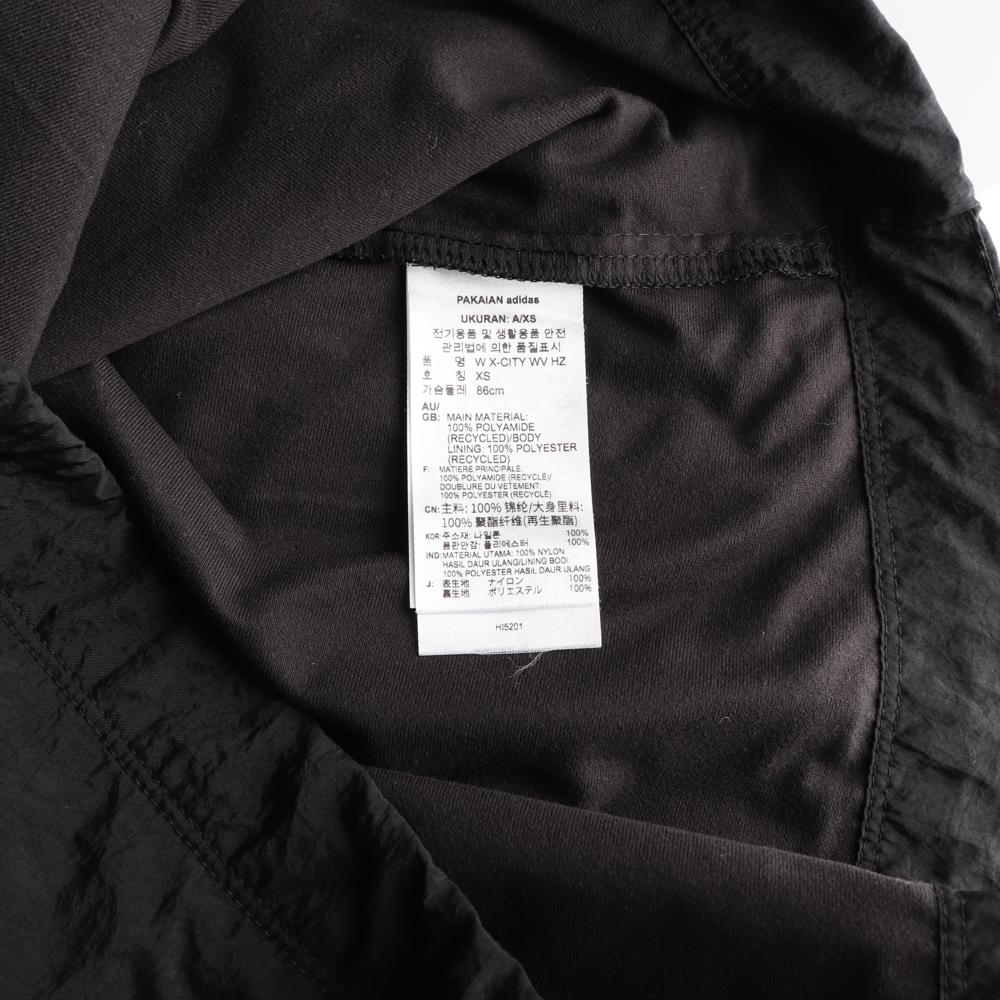 PAKAIAN adidas
UKURAN: A/XS
전기용품 및 생활용품 안전
관리법에 의한 품질표시
품 명 W X-CITY WV HZ
호 칭 XS
가슴둘레 86cm
AU/
GB: MAIN MATERIAL:
100% POLYAMIDE
(RECYCLED)/BODY
LINING: 100% POLYESTER
(RECYCLED)
F: MATIERE PRINCIPALE:
100% POLYAMIDE (RECYCLÉ)/
DOUBLURE DU VETEMENT:
100% POLYESTER (RECYCLÉ)
CN: 主料: 100% 锦纶/大身里料:
100% 聚酯纤维(再生聚酯)
KOR 주소재: 나일론 100%
몸판안감: 폴리에스터 100%
IND: MATERIAL UTAMA: 100% NYLON
HASIL DAUR ULANG/LINING BODI:
100% POLYESTER HASIL DAUR ULANG
J: 表生地 ナイロン 100%
裏生地 ポリエステル 100%
HI5201